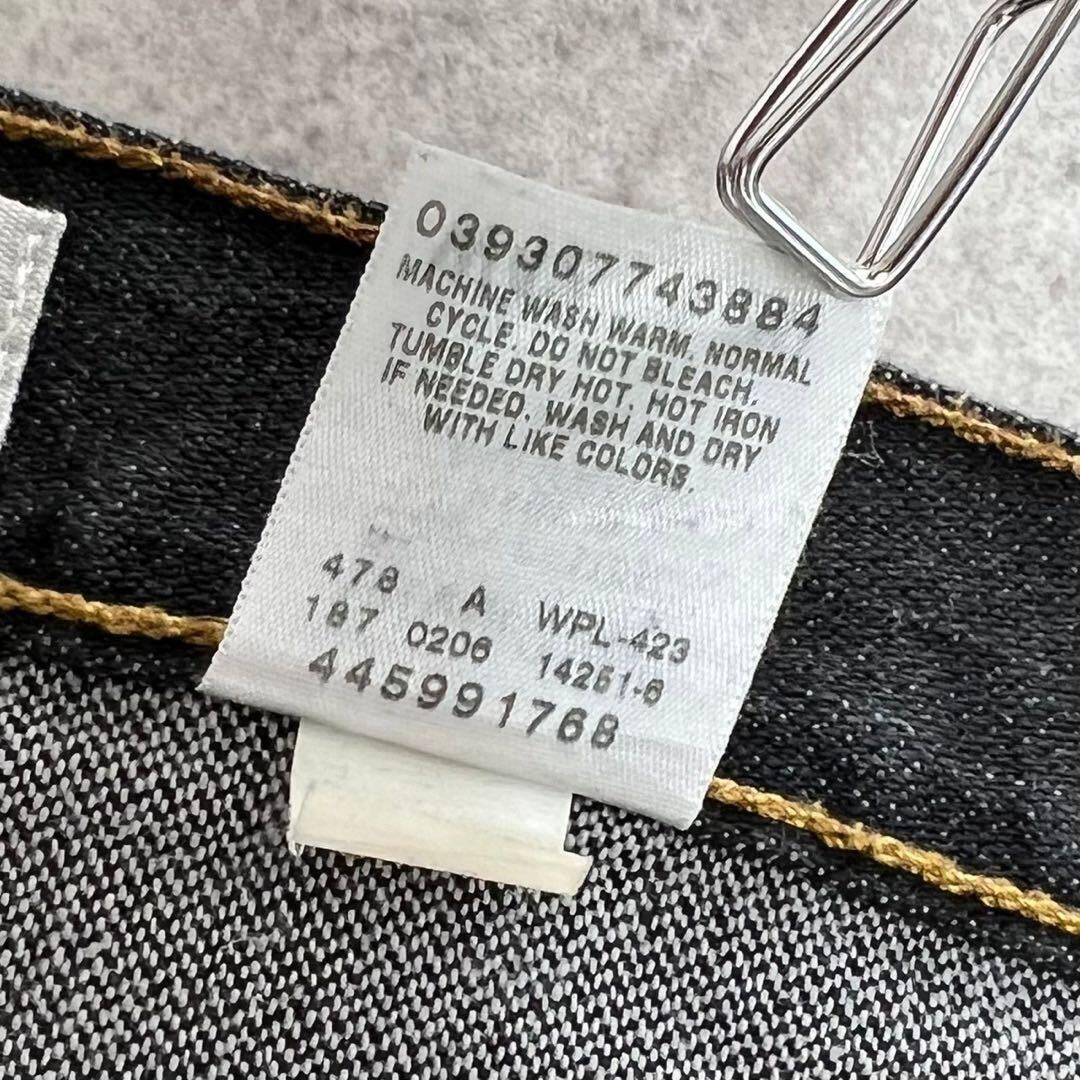 039307743884
MACHINE WASH WARM. NORMAL
CYCLE. DO NOT BLEACH.
TUMBLE DRY HOT. HOT IRON
IF NEEDED. WASH AND DRY
WITH LIKE COLORS.
478 A WPL-423
187 0206 14251-6
4459917668